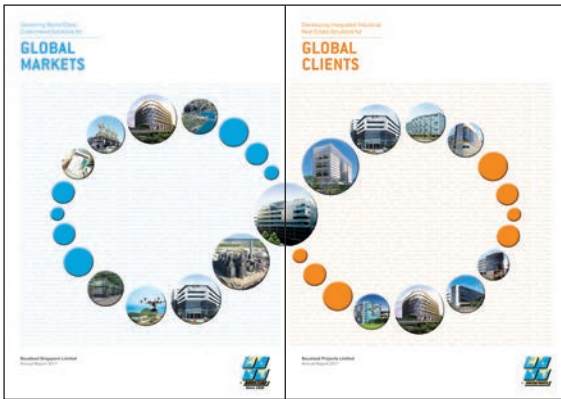 Delivering World-Class
Customised Solutions for
GLOBAL
MARKETS
Boustead Singapore Limited
Annual Report 2017
Developing Integrated Industrial
Real Estate Solutions for
GLOBAL
CLIENTS
Boustead Projects Limited
Annual Report 2017